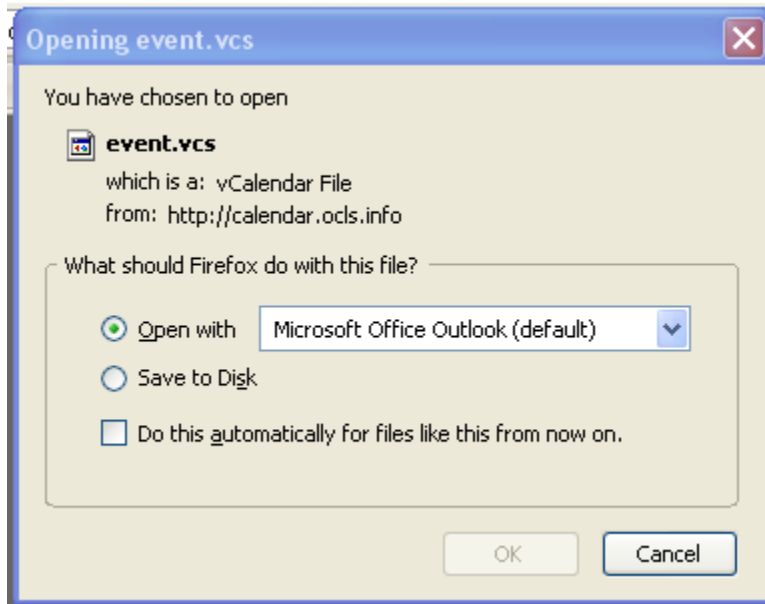 Opening event.vcs
You have chosen to open
event.vcs
which is a: vCalendar File
from: http://calendar.ocls.info
What should Firefox do with this file?
Open with Microsoft Office Outlook (default)
Save to Disk
Do this automatically for files like this from now on.
OK Cancel